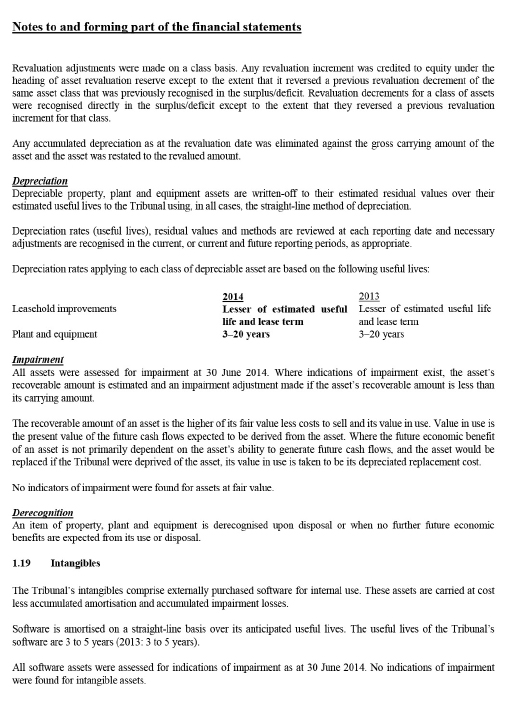 Notes to and forming part of the financial statements
Revaluation adjustments were made on a class basis. Any revaluation increment was credited to equity under the
heading of asset revaluation reserve except to the extent that it reversed a previous revaluation decrement of the
same asset class that was previously recognised in the surplus/deficit. Revaluation decrements for a class of assets
were recognised directly in the surplus/deficit except to the extent that they reversed a previous revaluation
increment for that class.
Any accumulated depreciation as at the revaluation date was eliminated against the gross carrying amount of the
asset and the asset was restated to the revalued amount.
Depreciation
Depreciable property, plant and equipment assets are written-off to their estimated residual values over their
estimated useful lives to the Tribunal using, in all cases, the straight-line method of depreciation.
Depreciation rates (useful lives), residual values and methods are reviewed at each reporting date and necessary
adjustments are recognised in the current, or current and future reporting periods, as appropriate.
Depreciation rates applying to each class of depreciable asset are based on the following useful lives:
2014 2013
Leasehold improvements Lesser of estimated useful Lesser of estimated useful life
life and lease term and lease term
Plant and equipment 3–20 years 3–20 years
Impairment
All assets were assessed for impairment at 30 June 2014. Where indications of impairment exist, the asset's
recoverable amount is estimated and an impairment adjustment made if the asset's recoverable amount is less than
its carrying amount.
The recoverable amount of an asset is the higher of its fair value less costs to sell and its value in use. Value in use is
the present value of the future cash flows expected to be derived from the asset. Where the future economic benefit
of an asset is not primarily dependent on the asset's ability to generate future cash flows, and the asset would be
replaced if the Tribunal were deprived of the asset, its value in use is taken to be its depreciated replacement cost.
No indicators of impairment were found for assets at fair value.
Derecognition
An item of property, plant and equipment is derecognised upon disposal or when no further future economic
benefits are expected from its use or disposal.
1.19 Intangibles
The Tribunal's intangibles comprise externally purchased software for internal use. These assets are carried at cost
less accumulated amortisation and accumulated impairment losses.
Software is amortised on a straight-line basis over its anticipated useful lives. The useful lives of the Tribunal's
software are 3 to 5 years (2013: 3 to 5 years).
All software assets were assessed for indications of impairment as at 30 June 2014. No indications of impairment
were found for intangible assets.